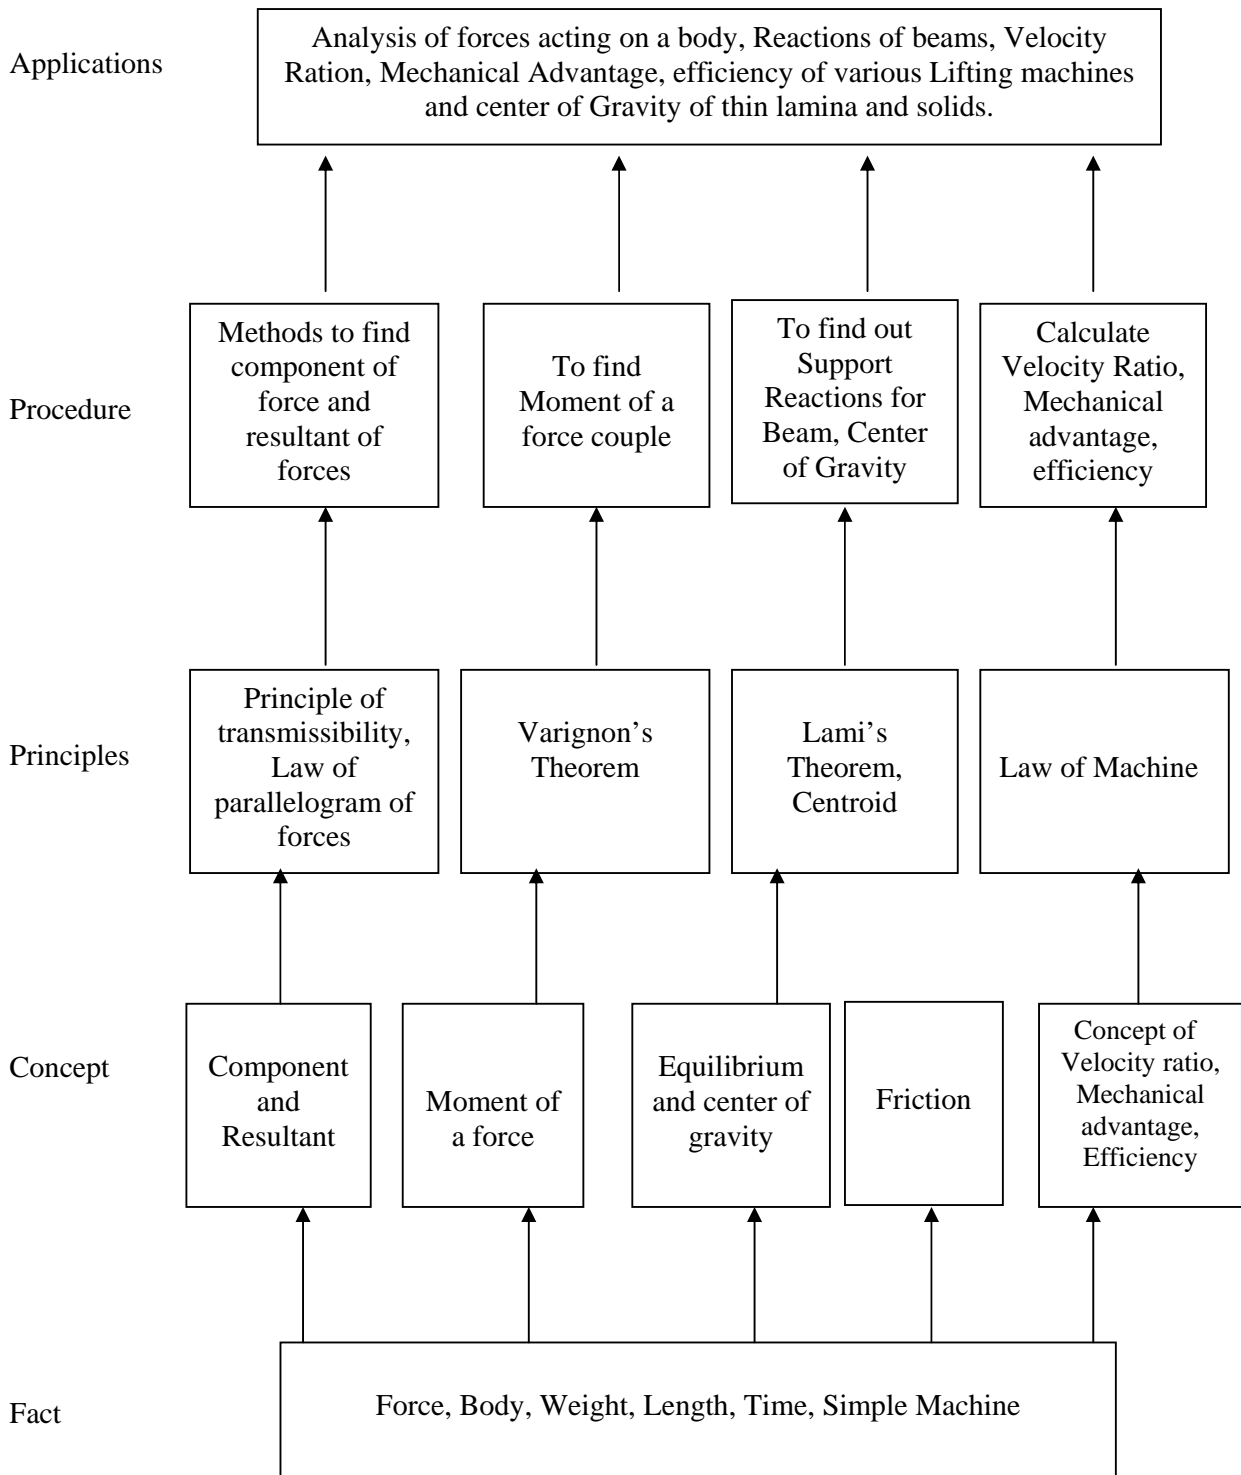 Applications
Analysis of forces acting on a body, Reactions of beams, Velocity
Ration, Mechanical Advantage, efficiency of various Lifting machines
and center of Gravity of thin lamina and solids.
Procedure
Methods to find
component of
force and
resultant of
forces
To find
Moment of a
force couple
To find out
Support
Reactions for
Beam, Center
of Gravity
Calculate
Velocity Ratio,
Mechanical
advantage,
efficiency
Principles
Principle of
transmissibility,
Law of
parallelogram of
forces
Varignon’s
Theorem
Lami’s
Theorem,
Centroid
Law of Machine
Concept
Component
and
Resultant
Moment of
a force
Equilibrium
and center of
gravity
Friction
Concept of
Velocity ratio,
Mechanical
advantage,
Efficiency
Fact
Force, Body, Weight, Length, Time, Simple Machine